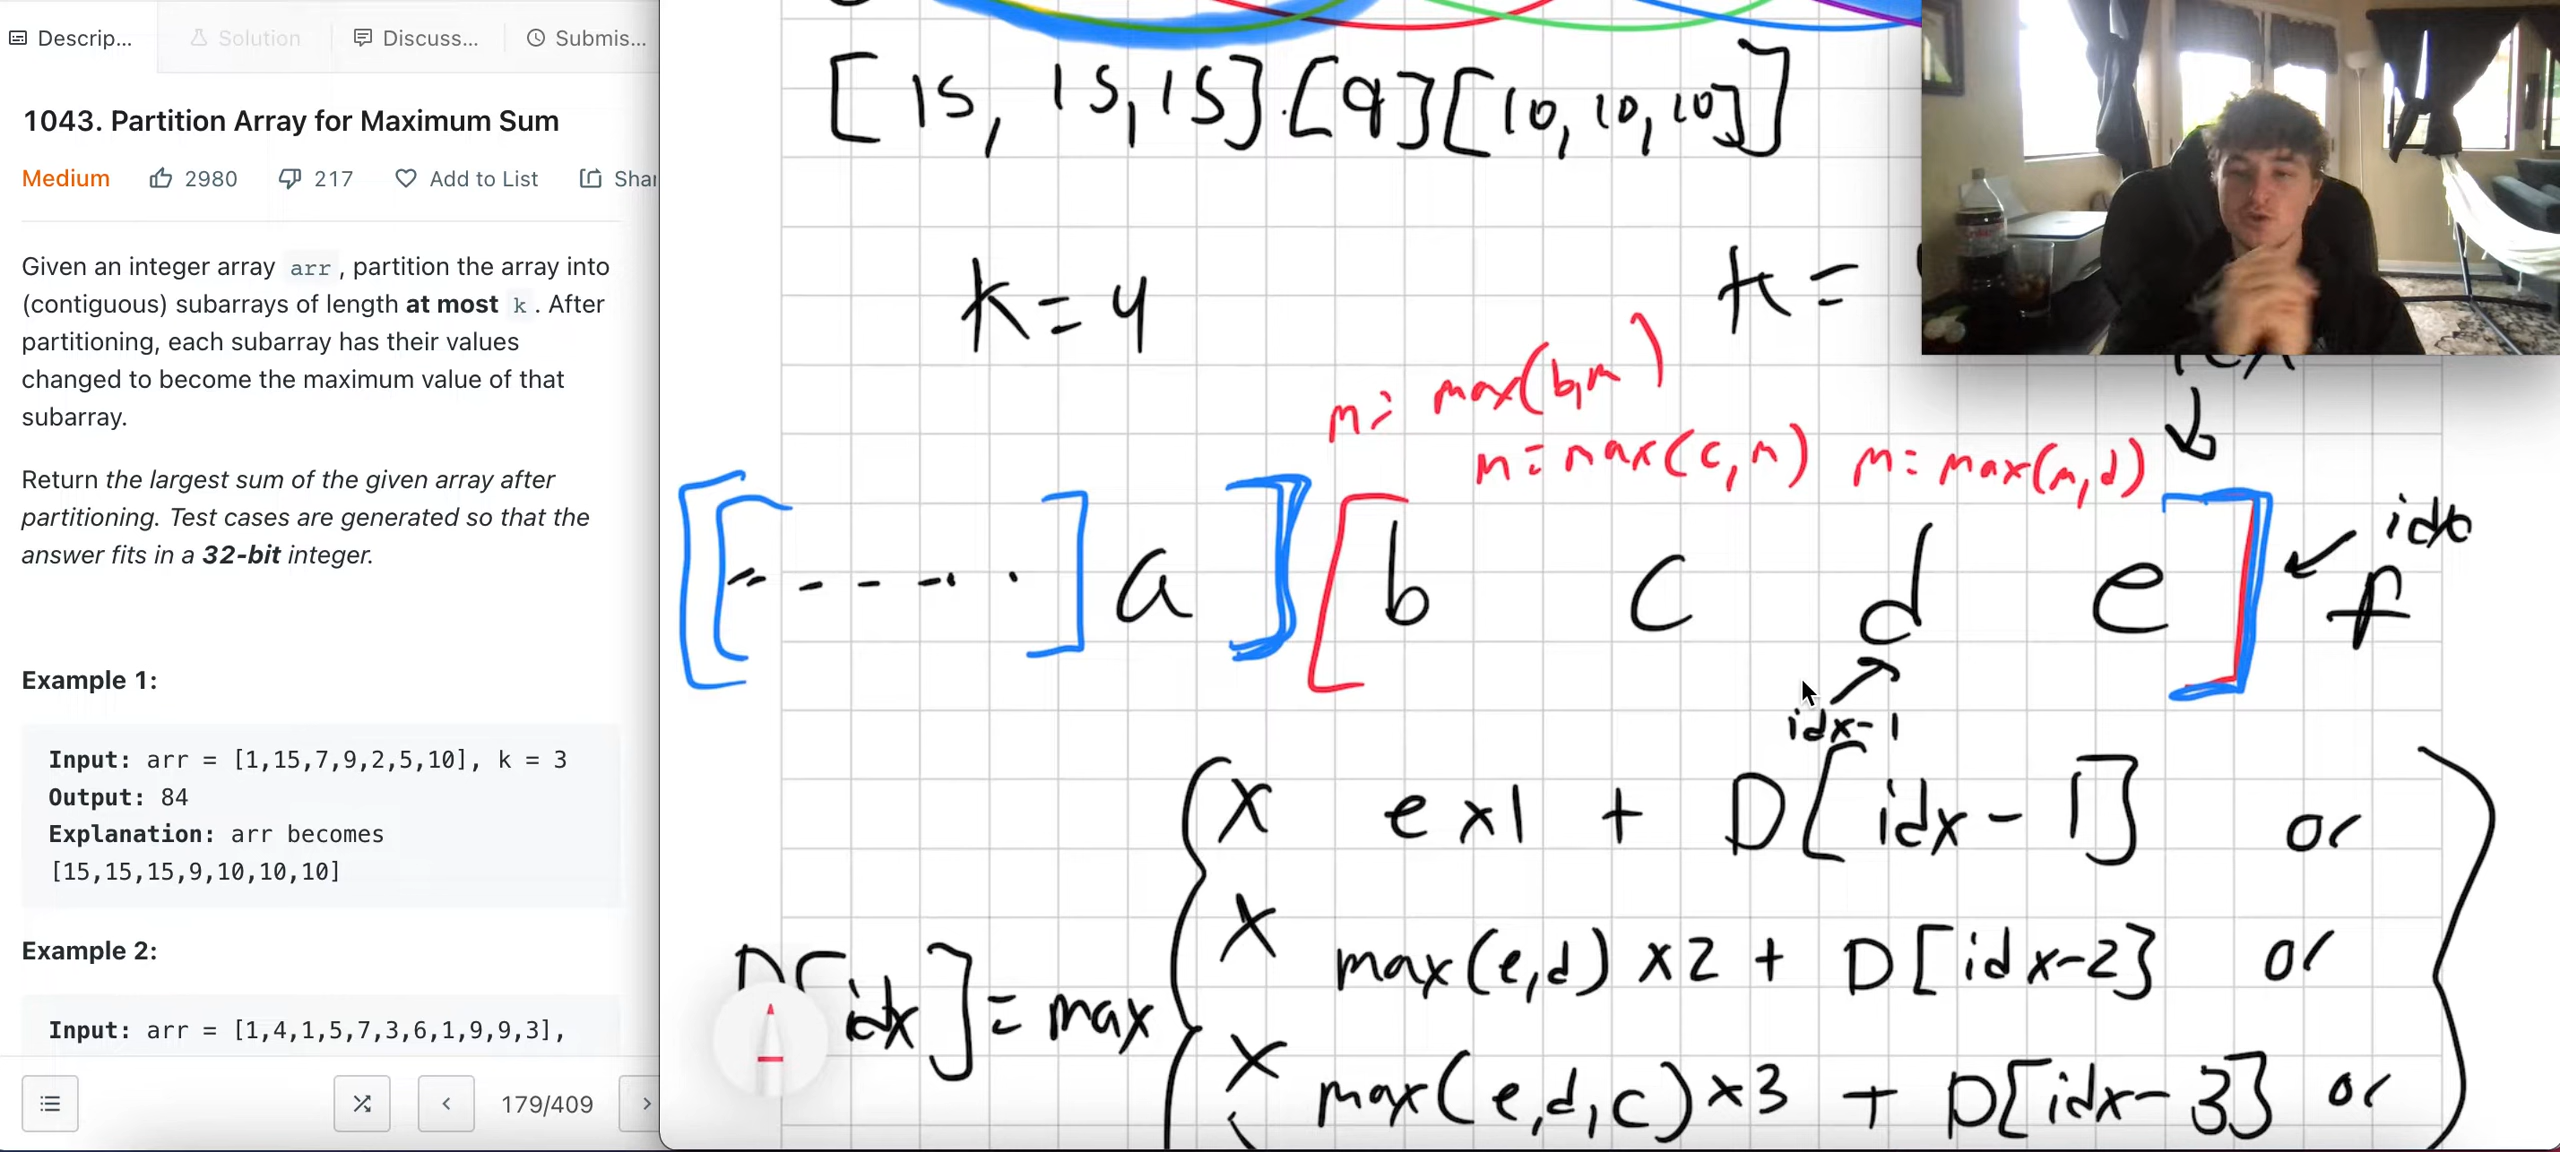 Descrip...
Solution
Discuss...
Submis...
1043. Partition Array for Maximum Sum
Medium 2980 217 Add to List Shar
Given an integer array arr , partition the array into
(contiguous) subarrays of length at most k . After
partitioning, each subarray has their values
changed to become the maximum value of that
subarray.
Return the largest sum of the given array after
partitioning. Test cases are generated so that the
answer fits in a 32-bit integer.
Example 1:
Input: arr = [1,15,7,9,2,5,10], k = 3
Output: 84
Explanation: arr becomes
[15,15,15,9,10,10,10]
Example 2:
Input: arr = [1,4,1,5,7,3,6,1,9,9,3],
179/409
[15, 15, 15] [9] [10, 10, 10]]
k = 4
k =
m = max(b,m)
m = max(c,m) m = max(m,d)
[[-----] a] [b c d e] f
idx
idx-1
D[idx] = max
x e x1 + D[idx-1] or
x max(e,d) x2 + D[idx-2] or
x max(e,d,c) x3 + D[idx-3] or